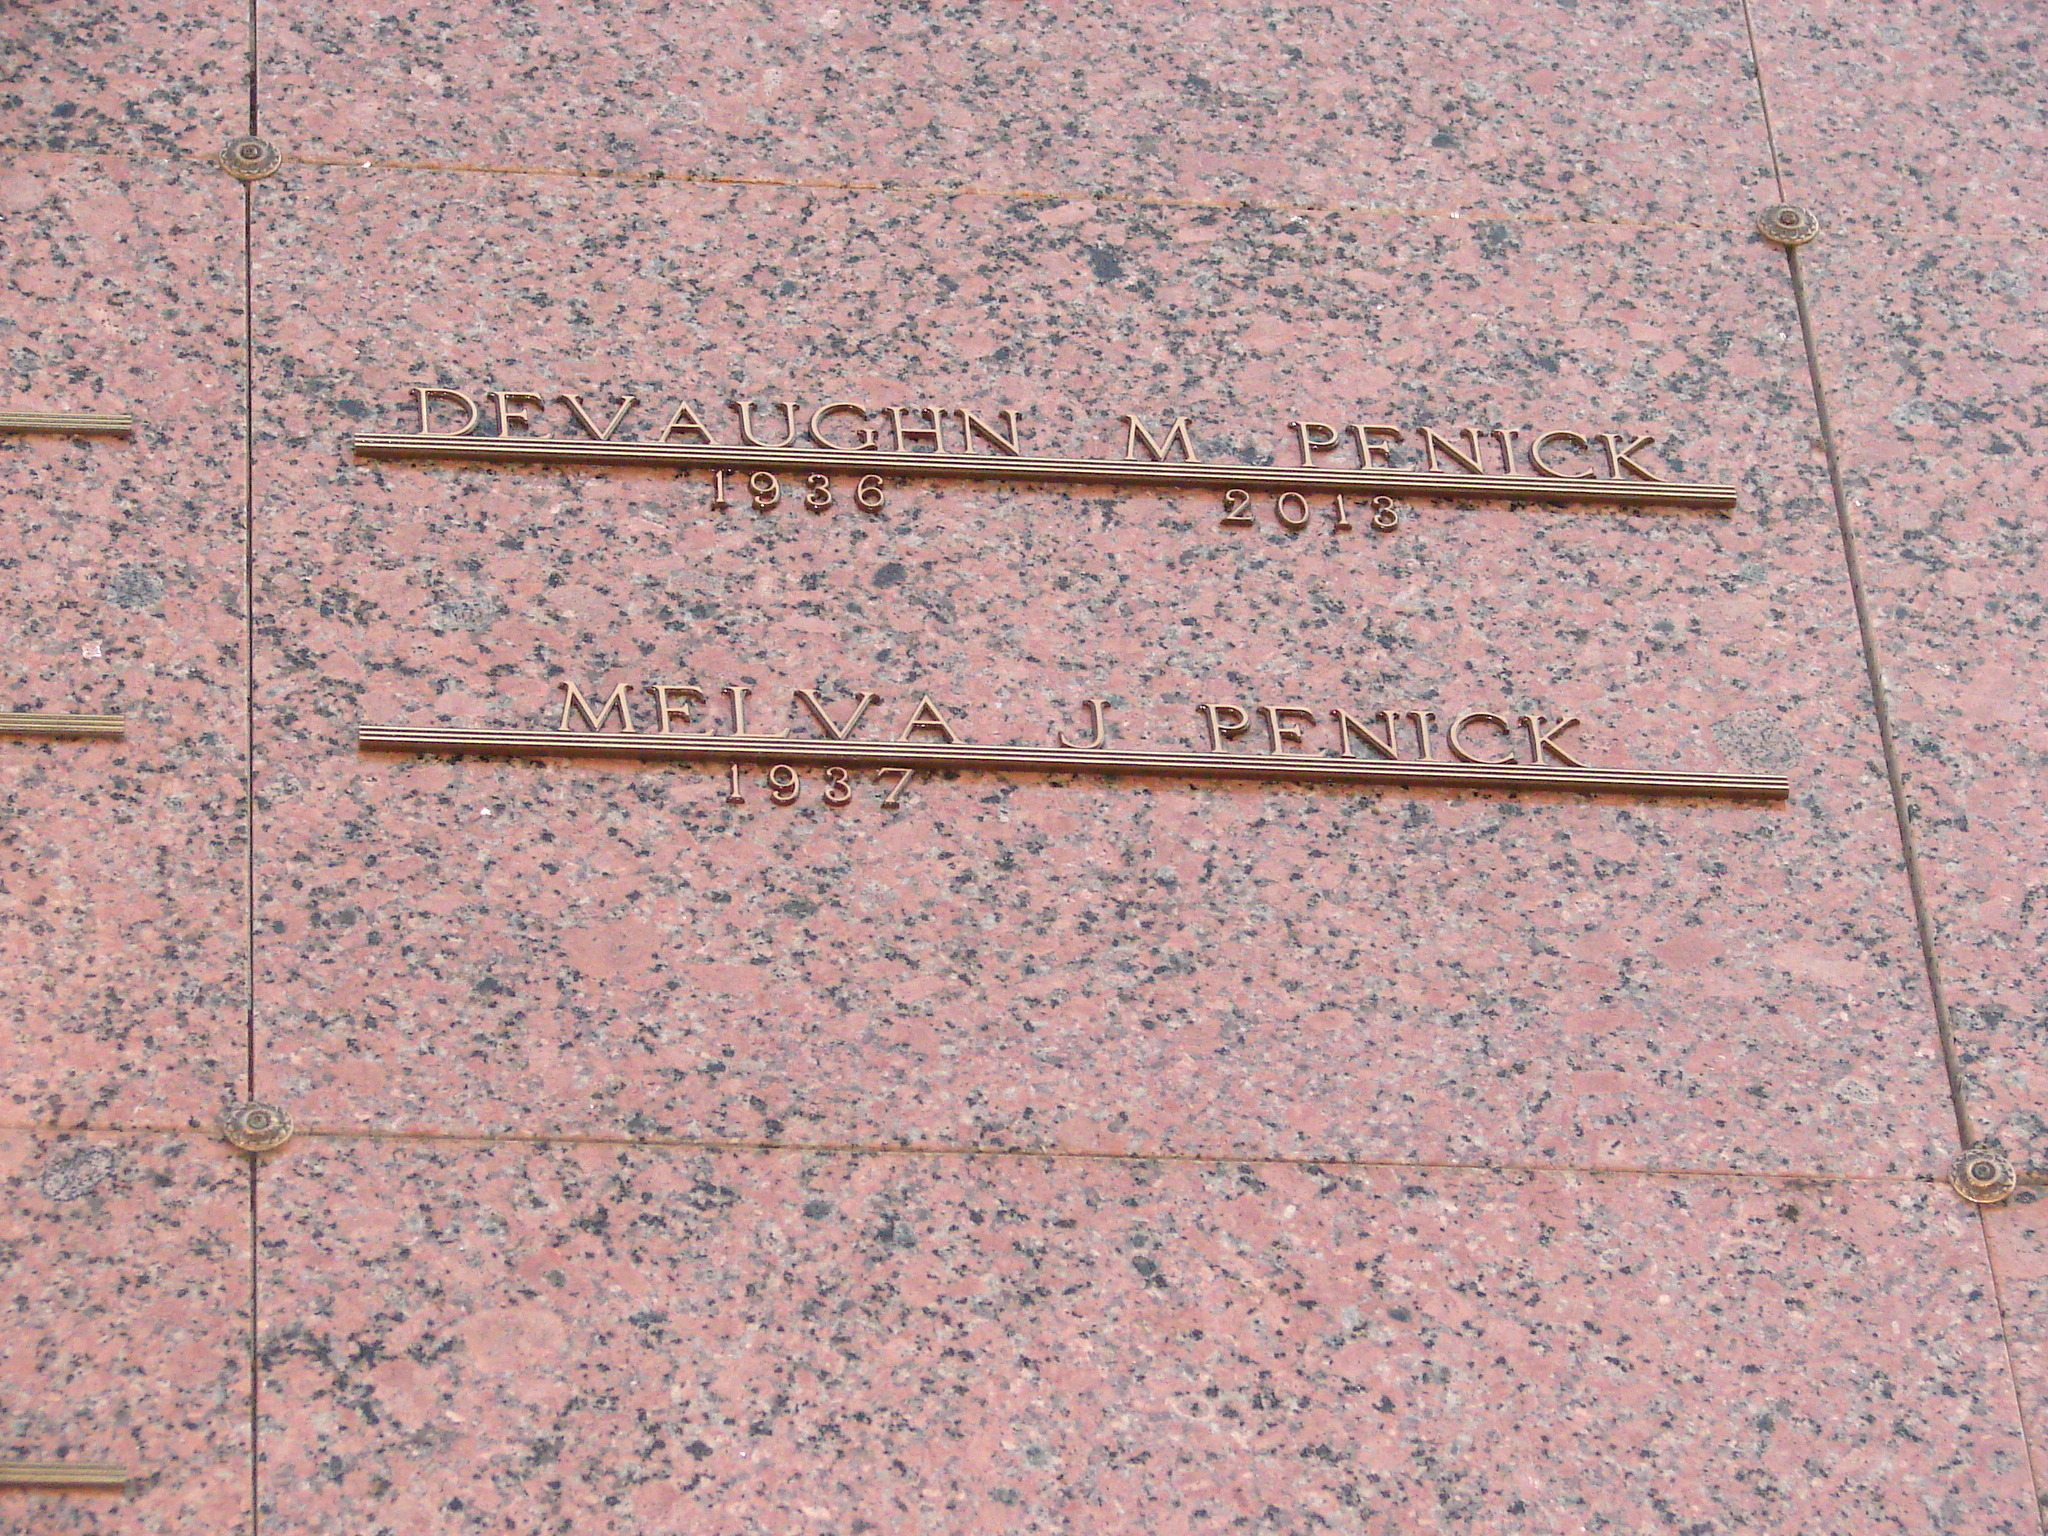 DEVAUGHN M PENICK
1936 2013
MELVA J PENICK
1937